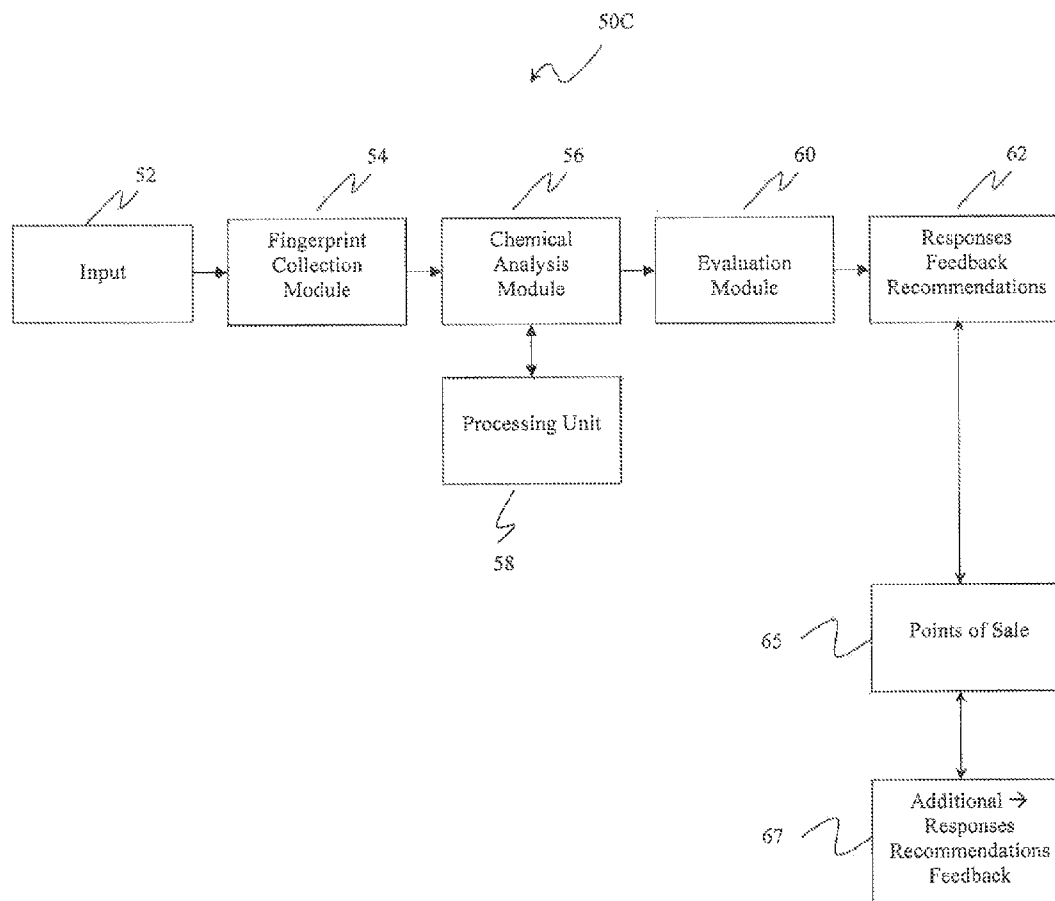 50C
52
54
56
60
62
Input
Fingerprint
Collection
Module
Chemical
Analysis
Module
Evaluation
Module
Responses
Feedback
Recommendations
Processing Unit
58
65
Points of Sale
67
Additional →
Responses
Recommendations
Feedback